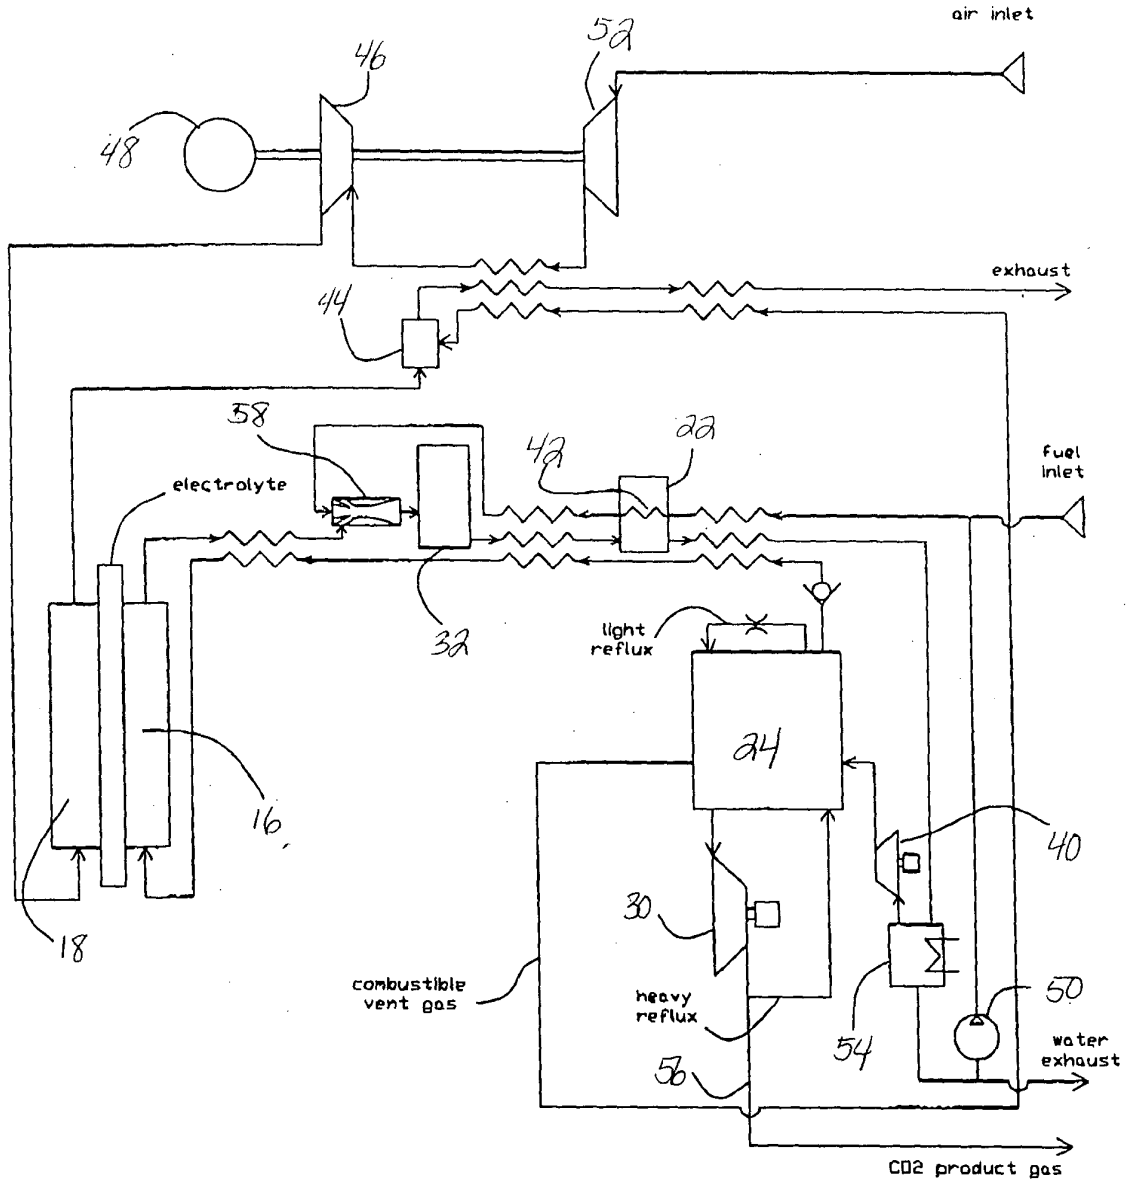 air inlet
52
46
48
exhaust
44
58
42
22
fuel
inlet
electrolyte
32
light
reflux
24
16
40
30
18
combustible
vent gas
heavy
reflux
54
50
water
exhaust
56
CO2 product gas